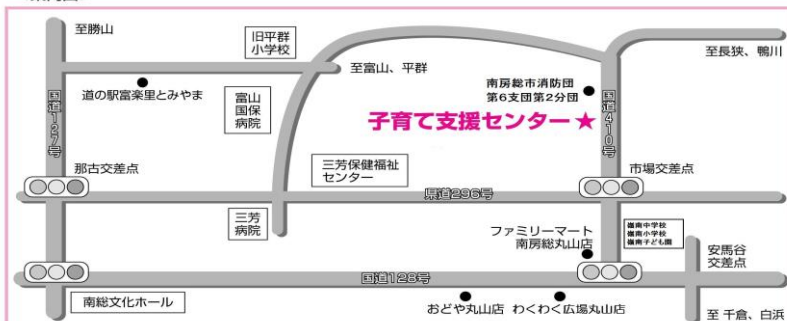 至勝山
旧平群
小学校
至富山、平群
至長狭、鴨川
道の駅富楽里とみやま
富山
国保
病院
南房総市消防団
第6支団第2分団
国道127号
国道410号
子育て支援センター★
那古交差点
三芳保健福祉
センター
市場交差点
県道296号
三芳
病院
ファミリーマート
南房総丸山店
嶺南中学校
嶺南小学校
嶺南子ども園
安馬谷
交差点
国道128号
南総文化ホール
おどや丸山店
わくわく広場丸山店
至 千倉、白浜